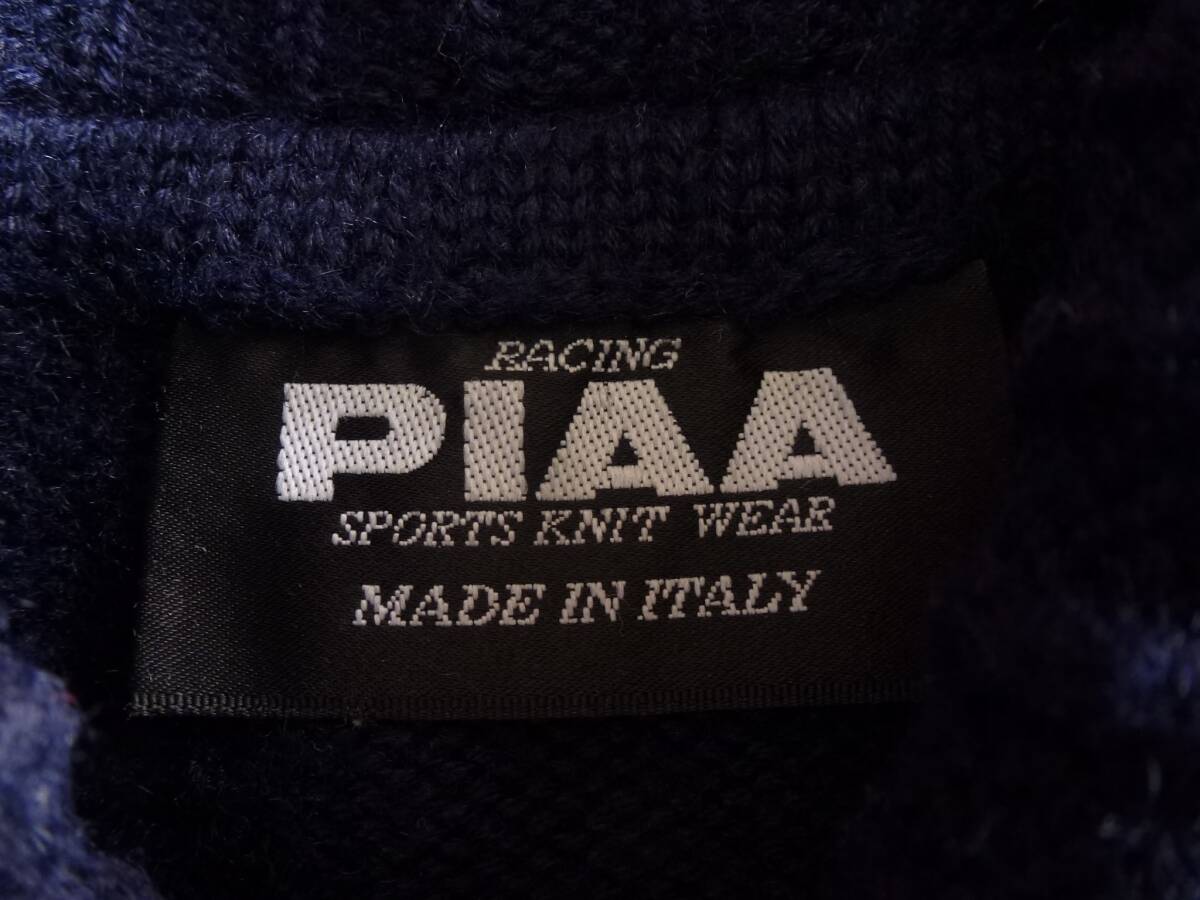 RACING
PIAA
SPORTS KNIT WEAR
MADE IN ITALY